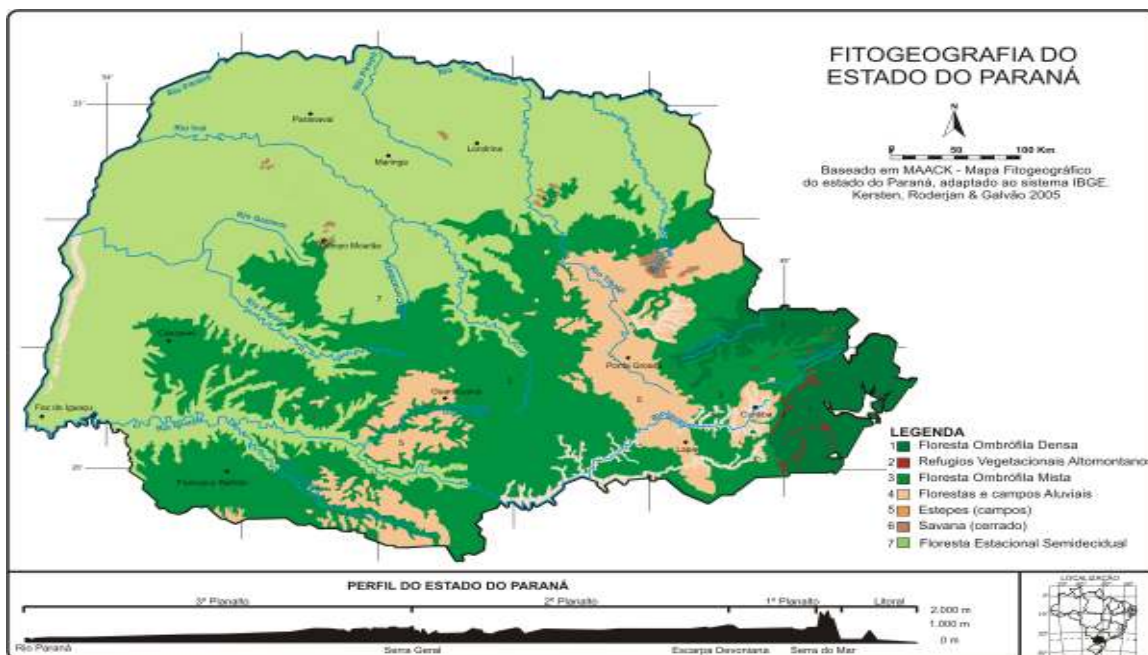 FITOGEOGRAFIA DO
ESTADO DO PARANÁ
N
0 50 100 Km
Baseado em MAACK - Mapa Fitogeográfico
do estado do Paraná, adaptado ao sistema IBGE.
Kersten, Roderjan & Galvão 2005
Rio Ivaí
Paranavaí
Maringá
Londrina
Campo Mourão
Cascavel
Foz do Iguaçu
Guarapuava
Ponta Grossa
Curitiba
Lapa
Francisco Beltrão
LEGENDA
1 Floresta Ombrófila Densa
2 Refugios Vegetacionais Altomontano
3 Floresta Ombrófila Mista
4 Florestas e campos Aluviais
5 Estepes (campos)
6 Savana (cerrado)
7 Floresta Estacional Semidecidual
PERFIL DO ESTADO DO PARANÁ
3º Planalto 2º Planalto 1º Planalto Litoral
2.000 m
1.000 m
0 m
Rio Paraná Serra Geral Escarpa Devoniana Serra do Mar
LOCALIZAÇÃO